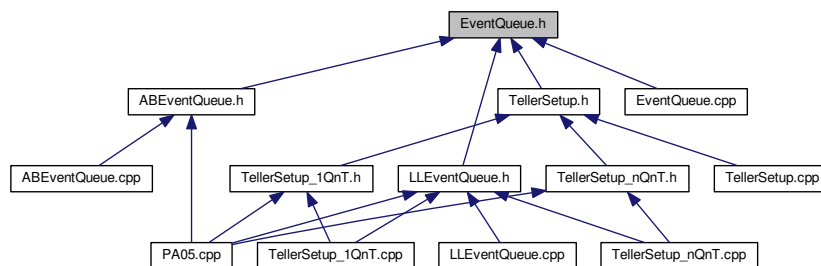 EventQueue.h
ABEventQueue.h
TellerSetup.h
EventQueue.cpp
ABEventQueue.cpp
TellerSetup_1QnT.h
LLEventQueue.h
TellerSetup_nQnT.h
TellerSetup.cpp
PA05.cpp
TellerSetup_1QnT.cpp
LLEventQueue.cpp
TellerSetup_nQnT.cpp